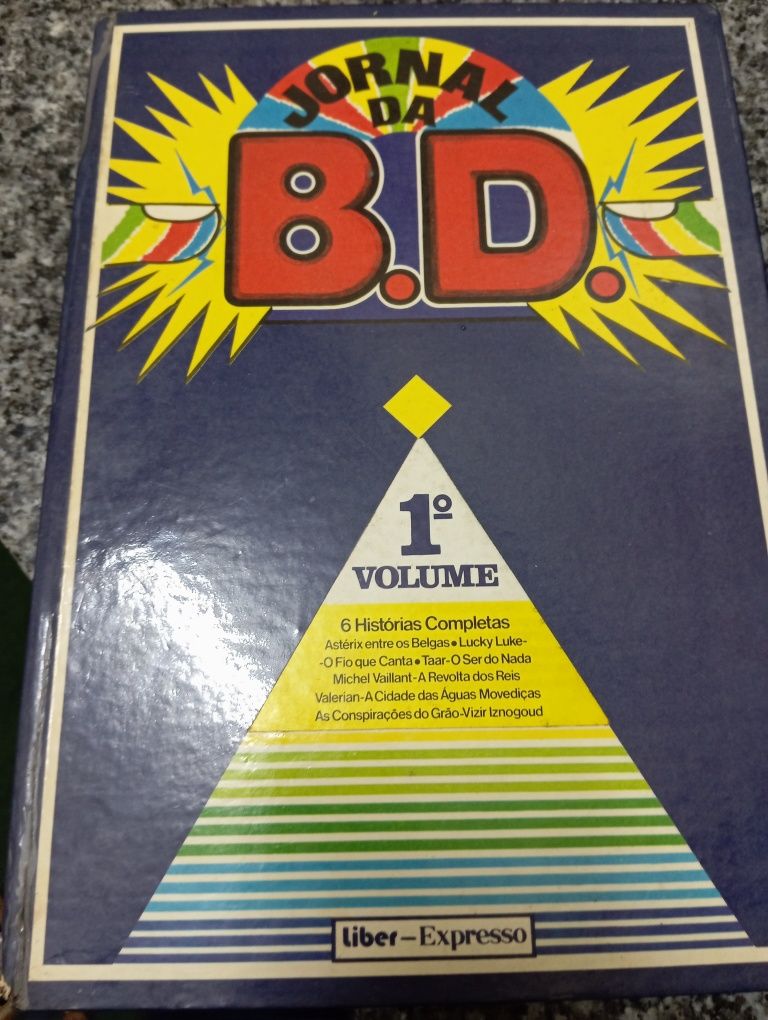 JORNAL
DA
B.D.
1º
VOLUME
6 Histórias Completas
Astérix entre os Belgas • Lucky Luke-
-O Fio que Canta • Taar-O Ser do Nada
Michel Vaillant-A Revolta dos Reis
Valerian-A Cidade das Águas Movediças
As Conspirações do Grão-Vizir Iznogoud
Liber – Expresso